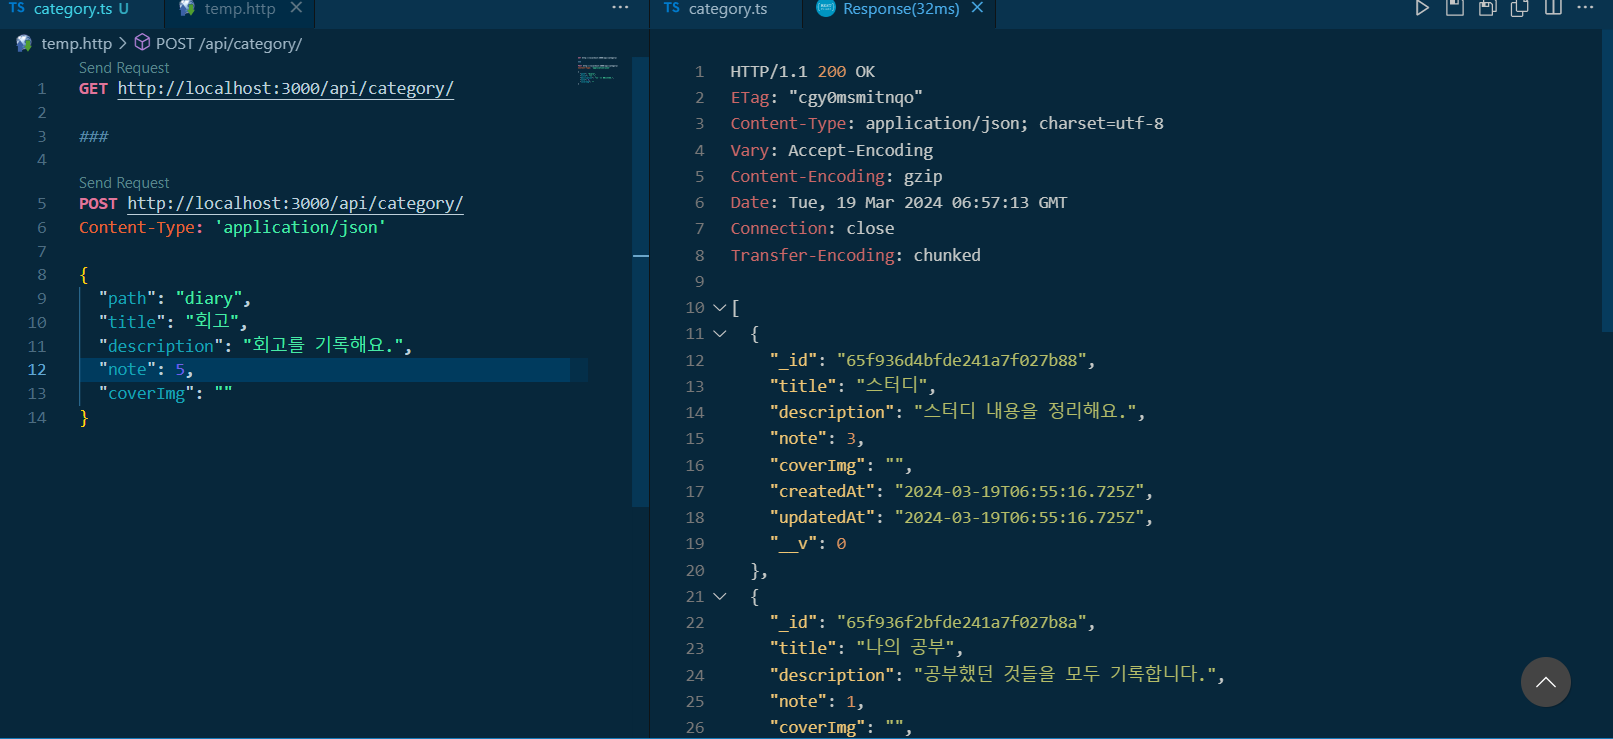 TS category.ts U
temp.http
TS category.ts
Response(32ms)
temp.http > POST /api/category/
Send Request
1 GET http://localhost:3000/api/category/
2
3 ###
4
Send Request
5 POST http://localhost:3000/api/category/
6 Content-Type: 'application/json'
7
8 {
9 "path": "diary",
10 "title": "회고",
11 "description": "회고를 기록해요.",
12 "note": 5,
13 "coverImg": ""
14 }
1 HTTP/1.1 200 OK
2 ETag: "cgy0msmitnqo"
3 Content-Type: application/json; charset=utf-8
4 Vary: Accept-Encoding
5 Content-Encoding: gzip
6 Date: Tue, 19 Mar 2024 06:57:13 GMT
7 Connection: close
8 Transfer-Encoding: chunked
9
10 [
11 {
12 "_id": "65f936d4bfde241a7f027b88",
13 "title": "스터디",
14 "description": "스터디 내용을 정리해요.",
15 "note": 3,
16 "coverImg": "",
17 "createdAt": "2024-03-19T06:55:16.725Z",
18 "updatedAt": "2024-03-19T06:55:16.725Z",
19 "__v": 0
20 },
21 {
22 "_id": "65f936f2bfde241a7f027b8a",
23 "title": "나의 공부",
24 "description": "공부했던 것들을 모두 기록합니다.",
25 "note": 1,
26 "coverImg": "",